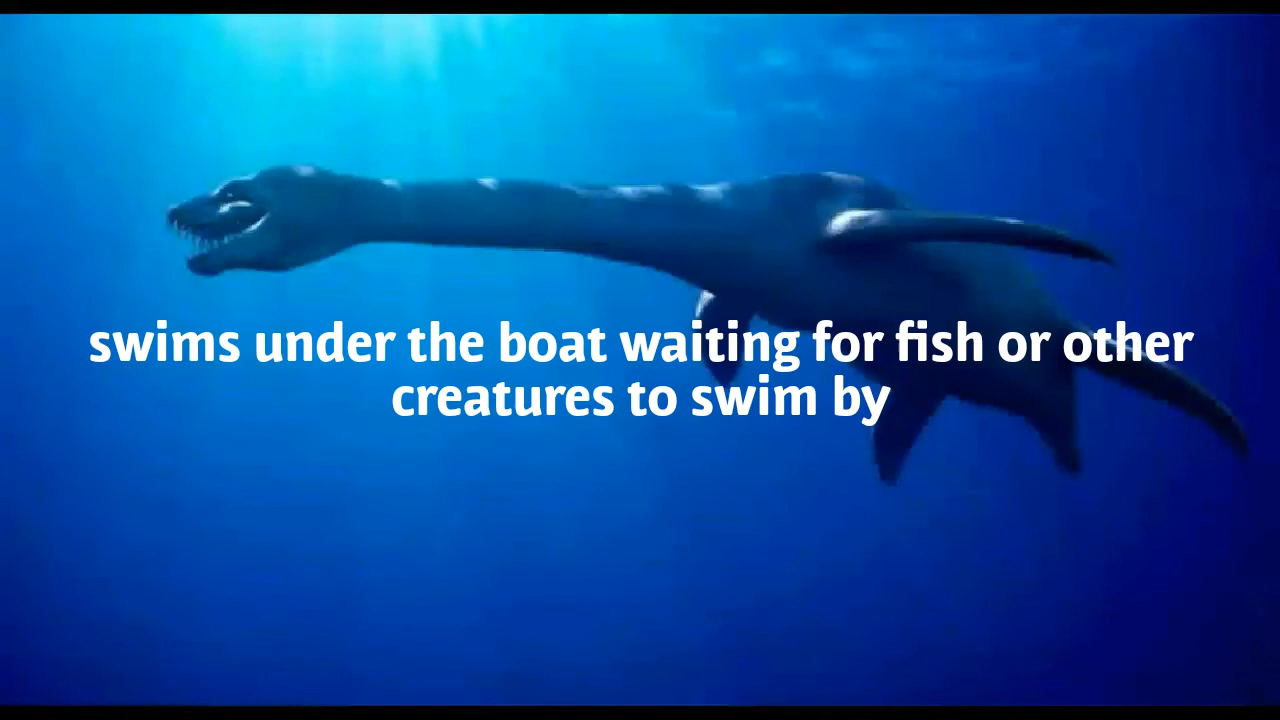 swims under the boat waiting for fish or other
creatures to swim by